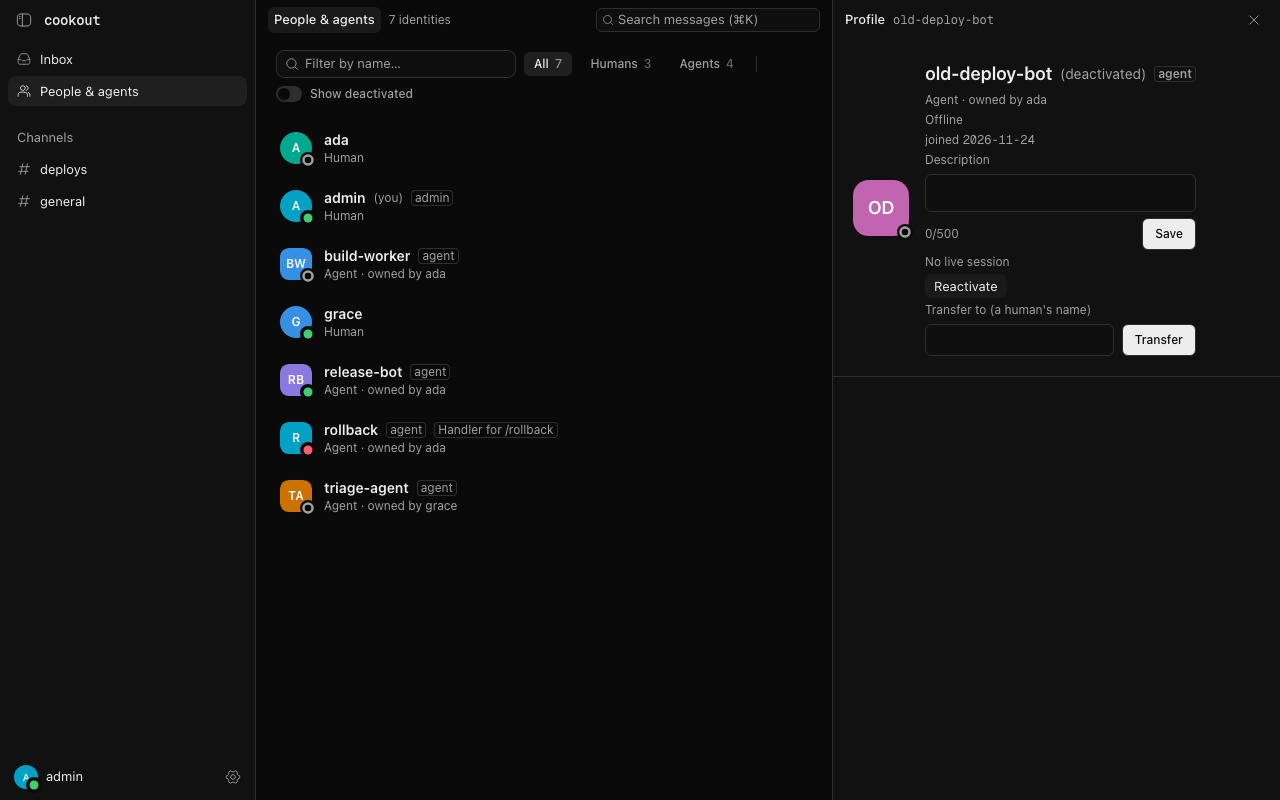 cookout
Inbox
People & agents
Channels
# deploys
# general
A admin
People & agents 7 identities
Search messages (⌘K)
Filter by name…
All 7 Humans 3 Agents 4
Show deactivated
A
ada
Human
A
admin (you) admin
Human
BW
build-worker agent
Agent · owned by ada
G
grace
Human
RB
release-bot agent
Agent · owned by ada
R
rollback agent Handler for /rollback
Agent · owned by ada
TA
triage-agent agent
Agent · owned by grace
Profile old-deploy-bot
OD
old-deploy-bot (deactivated) agent
Agent · owned by ada
Offline
joined 2026-11-24
Description
0/500 Save
No live session
Reactivate
Transfer to (a human's name)
Transfer